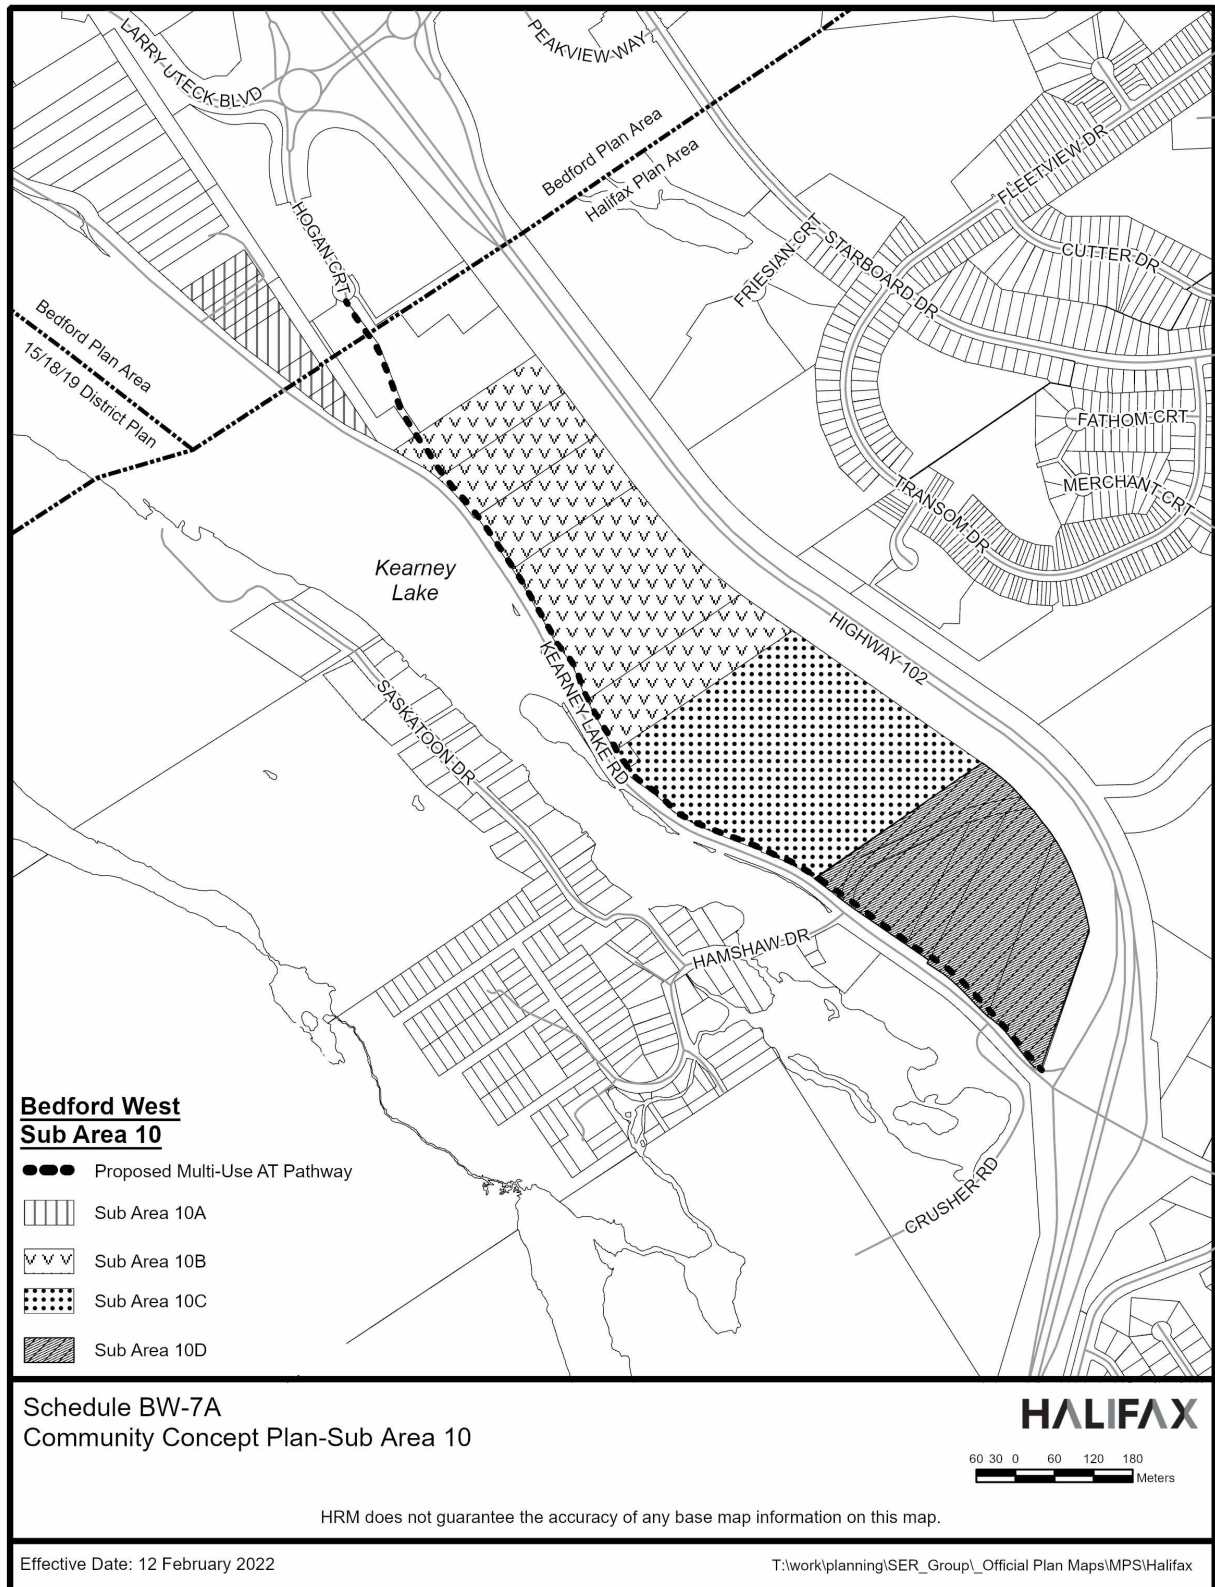 LARRY UTECK BLVD
PEAKVIEW WAY
Bedford Plan Area
Halifax Plan Area
FLEETVIEW DR
HOGAN CRT
FRIESIAN CRT
STARBOARD DR
CUTTER DR
Bedford Plan Area
15/18/19 District Plan
FATHOM CRT
MERCHANT CRT
TRANSOM DR
Kearney
Lake
HIGHWAY 102
KEARNEY LAKE RD
SASKATOON DR
HAMSHAW DR
CRUSHER RD
Bedford West
Sub Area 10
Proposed Multi-Use AT Pathway
Sub Area 10A
Sub Area 10B
Sub Area 10C
Sub Area 10D
Schedule BW-7A
Community Concept Plan-Sub Area 10
HALIFAX
60 30 0 60 120 180
Meters
HRM does not guarantee the accuracy of any base map information on this map.
Effective Date: 12 February 2022
T:\work\planning\SER_Group\_Official Plan Maps\MPS\Halifax